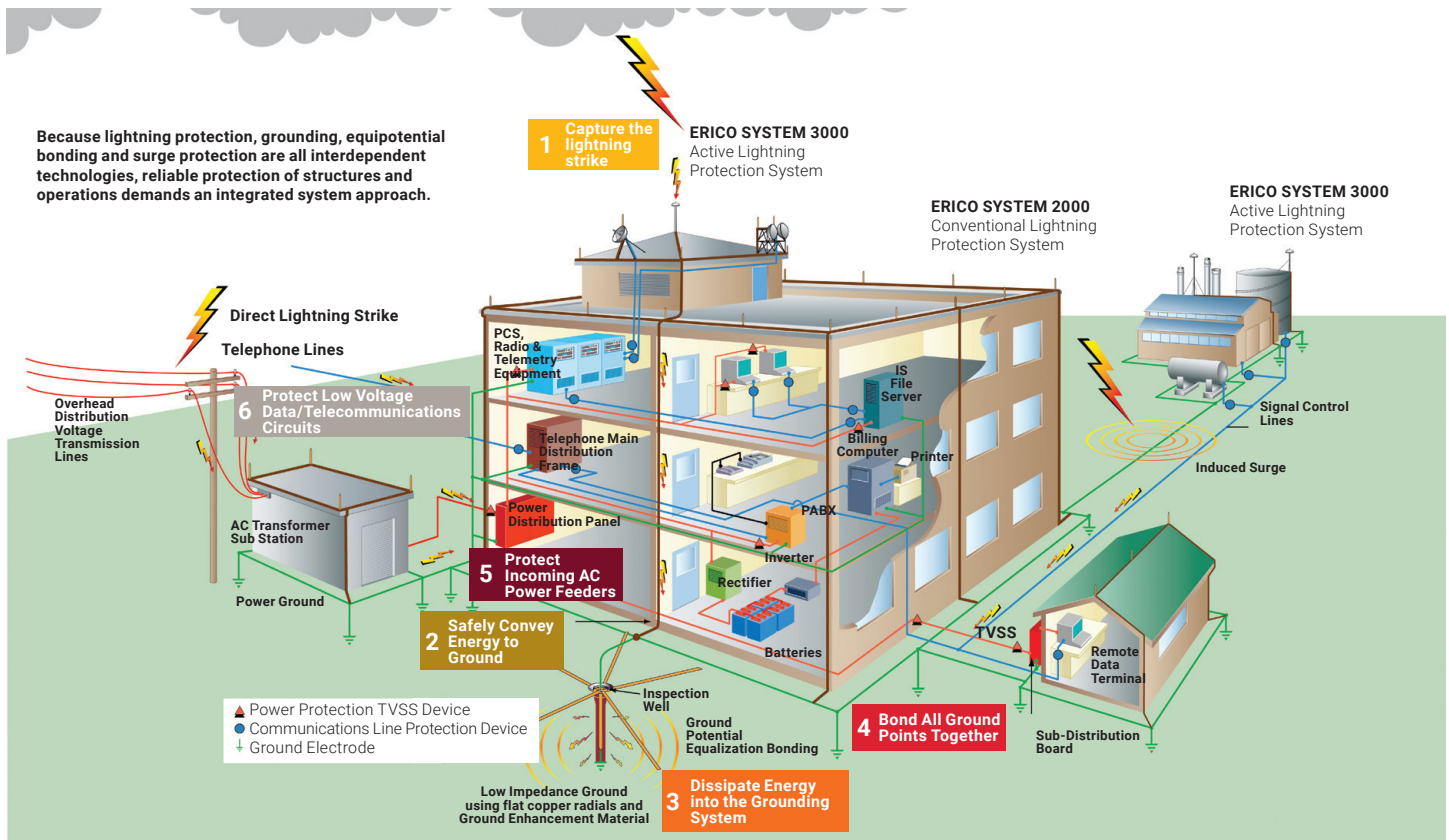 Because lightning protection, grounding, equipotential
bonding and surge protection are all interdependent
technologies, reliable protection of structures and
operations demands an integrated system approach.
1 Capture the
lightning
strike
ERICO SYSTEM 3000
Active Lightning
Protection System
ERICO SYSTEM 2000
Conventional Lightning
Protection System
ERICO SYSTEM 3000
Active Lightning
Protection System
Direct Lightning Strike
Telephone Lines
Overhead
Distribution
Voltage
Transmission
Lines
6 Protect Low Voltage
Data/Telecommunications
Circuits
PCS,
Radio &
Telemetry
Equipment
IS
File
Server
Billing
Computer
Printer
Telephone Main
Distribution
Frame
Signal Control
Lines
Induced Surge
AC Transformer
Sub Station
Power
Distribution Panel
PABX
Inverter
5 Protect
Incoming AC
Power Feeders
Rectifier
Power Ground
2 Safely Convey
Energy to
Ground
Batteries
TVSS
Remote
Data
Terminal
Inspection
Well
Power Protection TVSS Device
Communications Line Protection Device
Ground Electrode
Ground
Potential
Equalization Bonding
4 Bond All Ground
Points Together
Sub-Distribution
Board
Low Impedance Ground
using flat copper radials and
Ground Enhancement Material
3 Dissipate Energy
into the Grounding
System